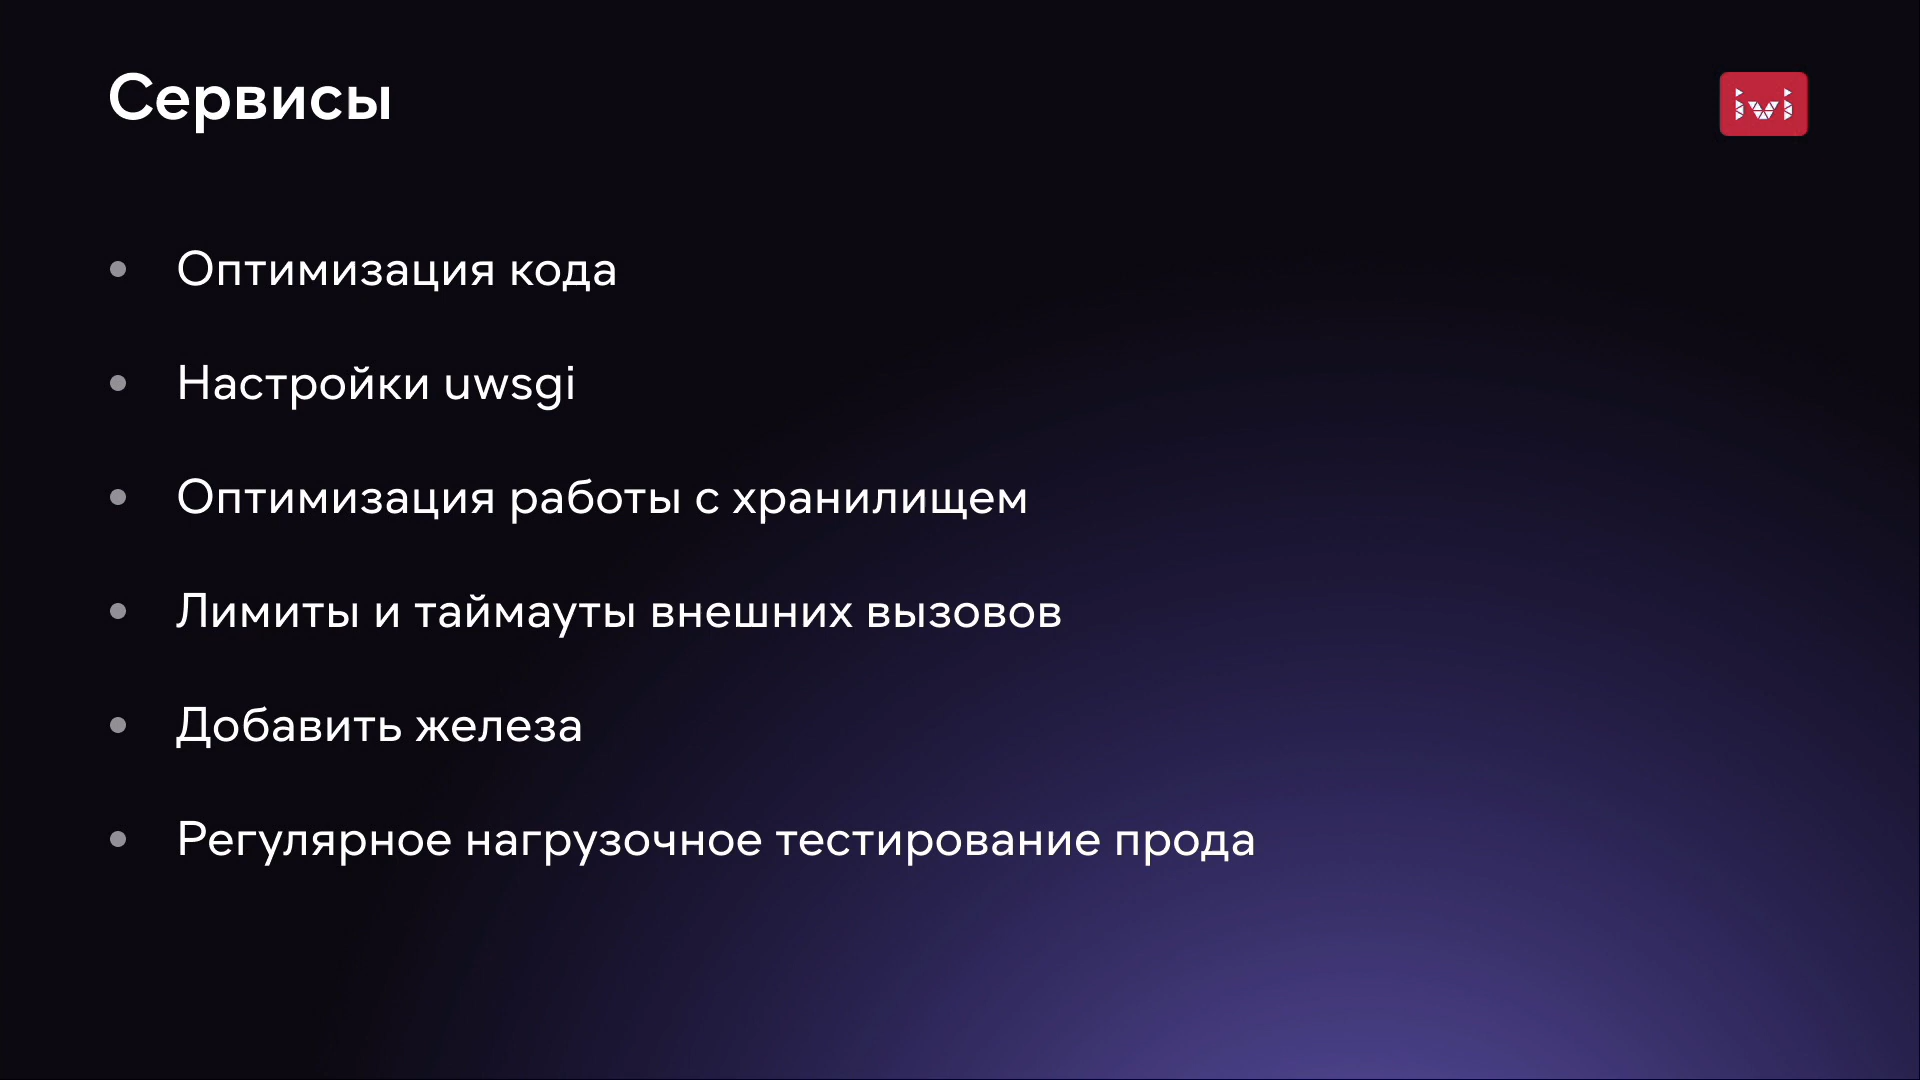 Сервисы
ivi
Оптимизация кода
Настройки uwsgi
Оптимизация работы с хранилищем
Лимиты и таймауты внешних вызовов
Добавить железа
Регулярное нагрузочное тестирование прода